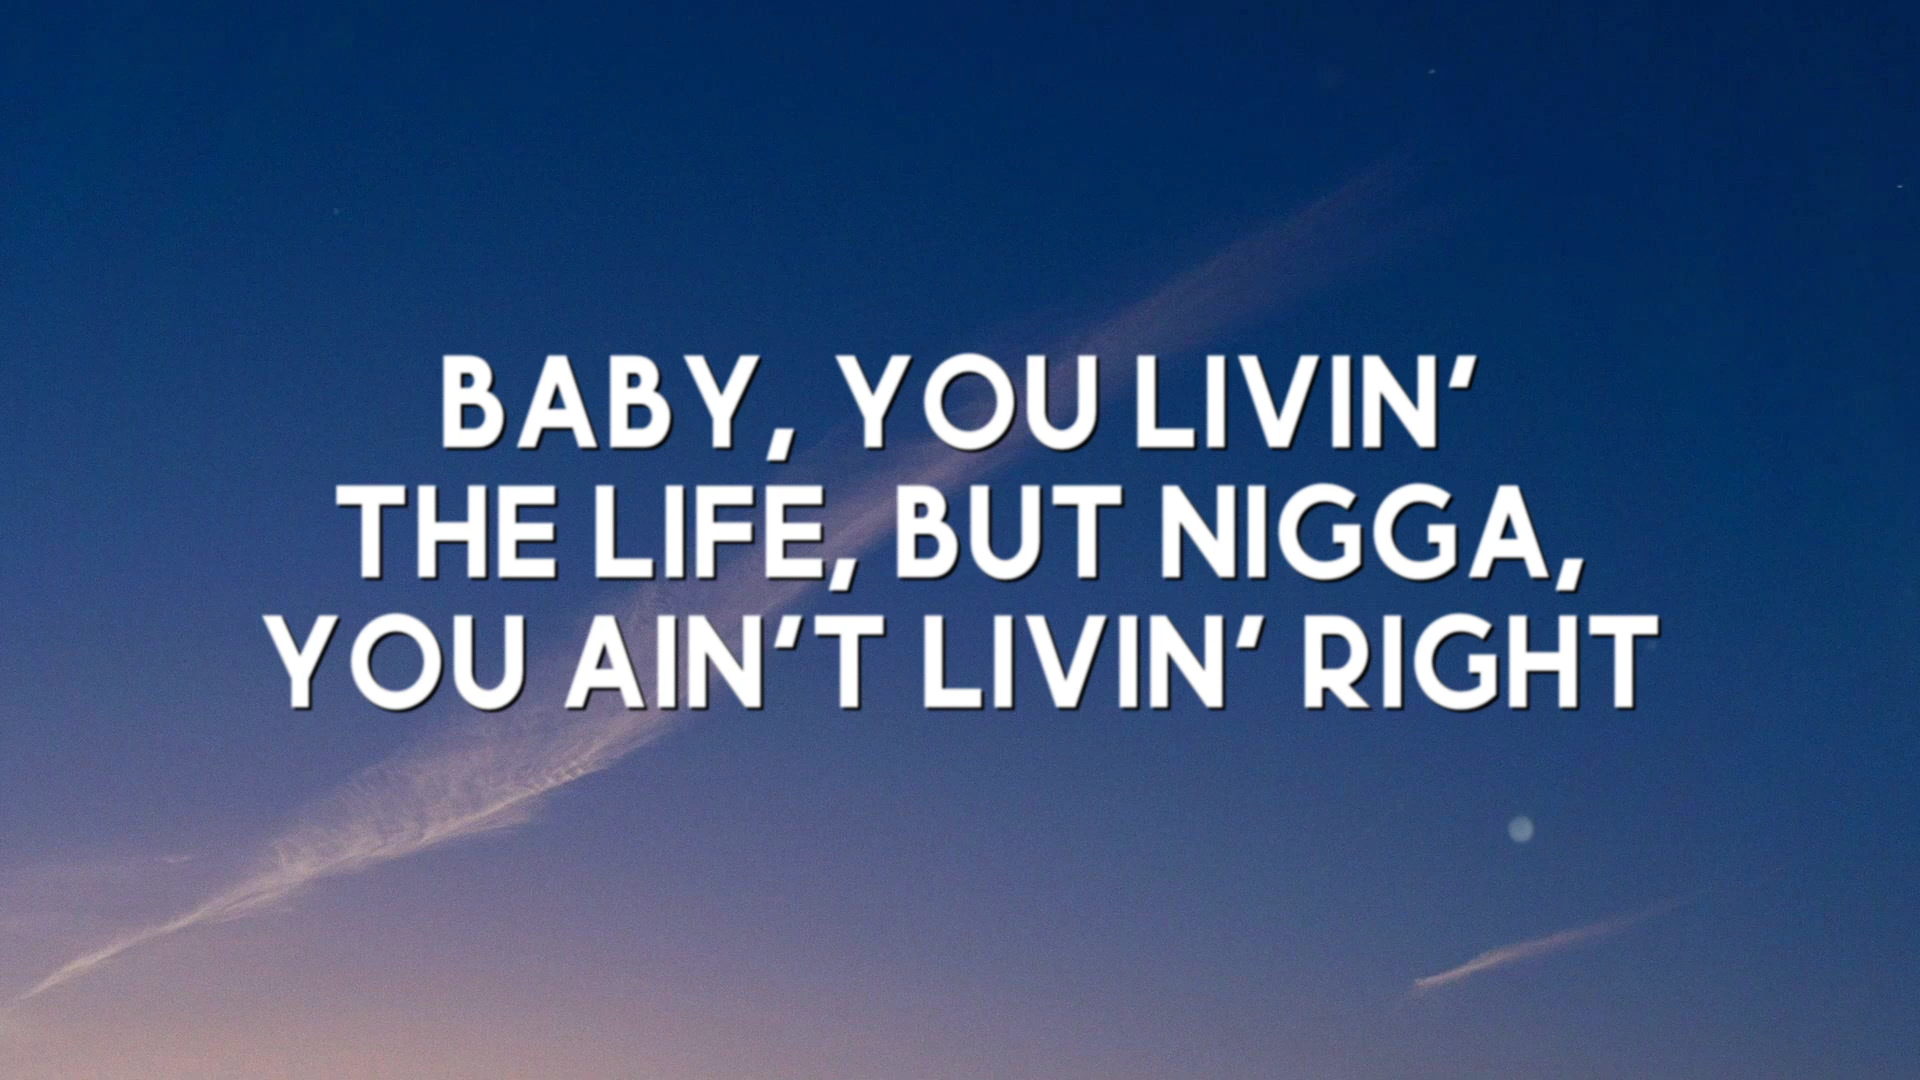 BABY, YOU LIVIN'
THE LIFE, BUT NIGGA,
YOU AIN'T LIVIN' RIGHT